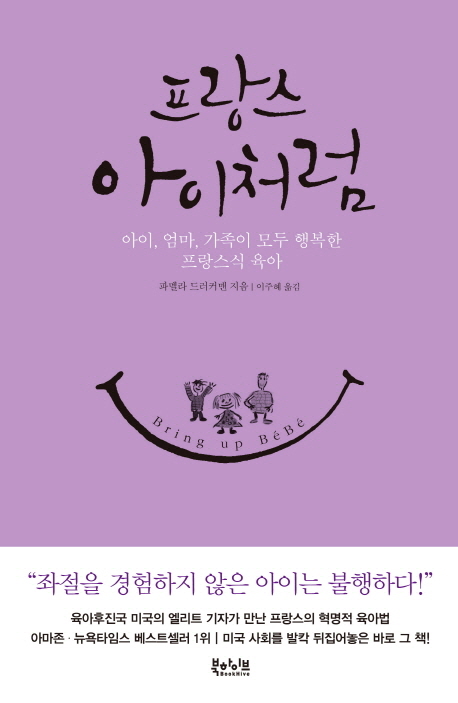 프랑스
아이처럼
아이, 엄마, 가족이 모두 행복한
프랑스식 육아
파멜라 드러커맨 지음 | 이주혜 옮김
Bring up BéBé
“좌절을 경험하지 않은 아이는 불행하다!”
육아후진국 미국의 엘리트 기자가 만난 프랑스의 혁명적 육아법
아마존 · 뉴욕타임스 베스트셀러 1위 | 미국 사회를 발칵 뒤집어놓은 바로 그 책!
북하이브
BookHive